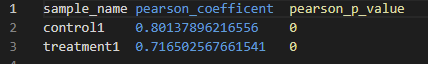 1 sample_name pearson_coefficent pearson_p_value
2 control1 0.80137896216556 0
3 treatment1 0.716502567661541 0